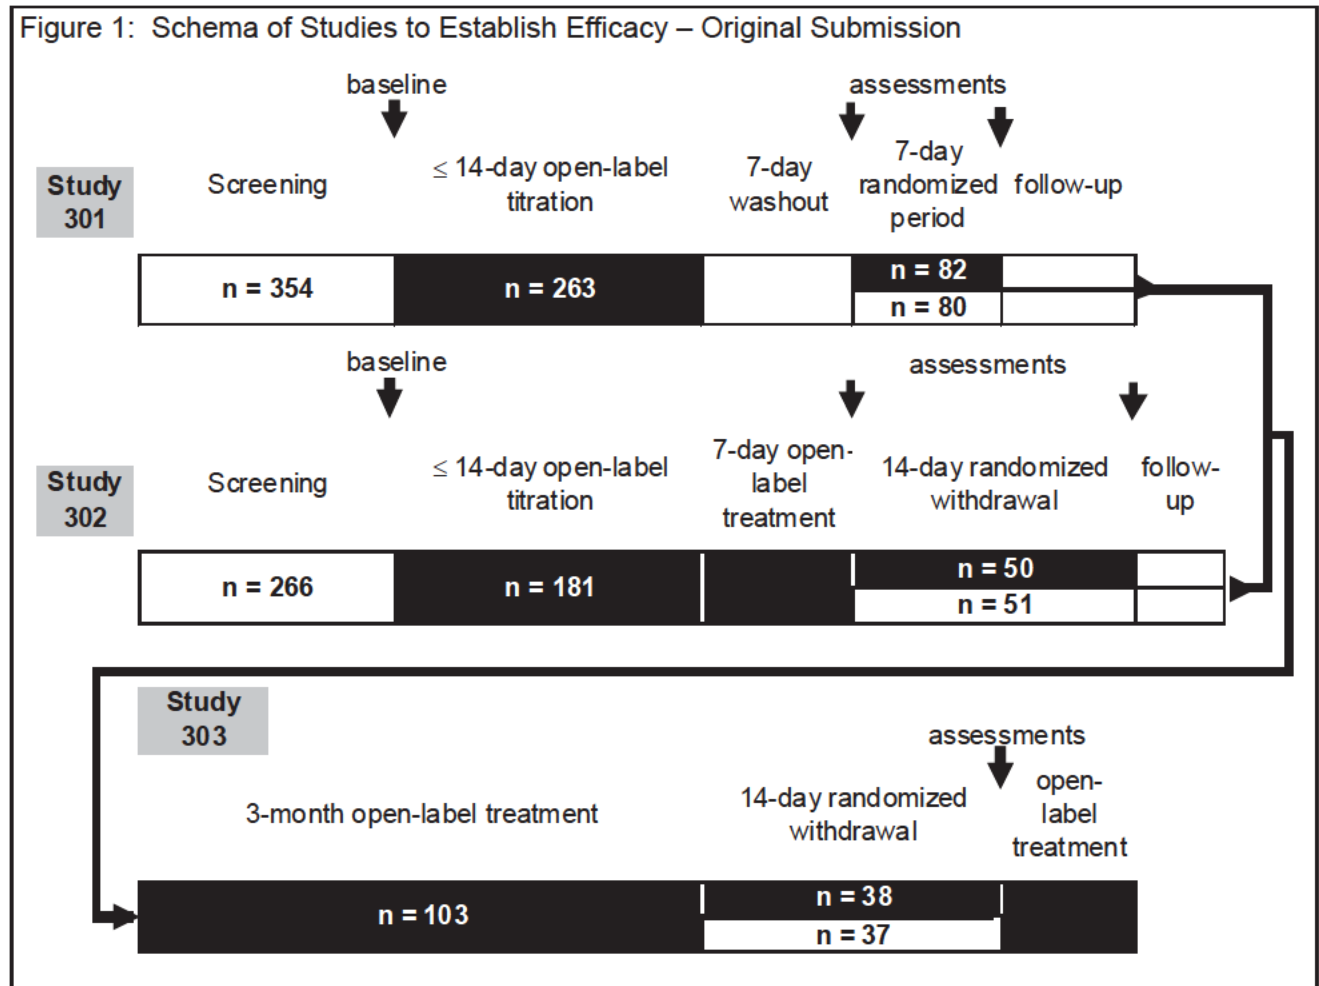 Figure 1: Schema of Studies to Establish Efficacy – Original Submission
baseline
assessments
Study
301
Screening
≤ 14-day open-label
titration
7-day
washout
7-day
randomized
period
follow-up
n = 354
n = 263
n = 82
n = 80
baseline
assessments
Study
302
Screening
≤ 14-day open-label
titration
7-day open-
label
treatment
14-day randomized
withdrawal
follow-
up
n = 266
n = 181
n = 50
n = 51
Study
303
assessments
3-month open-label treatment
14-day randomized
withdrawal
open-
label
treatment
n = 103
n = 38
n = 37